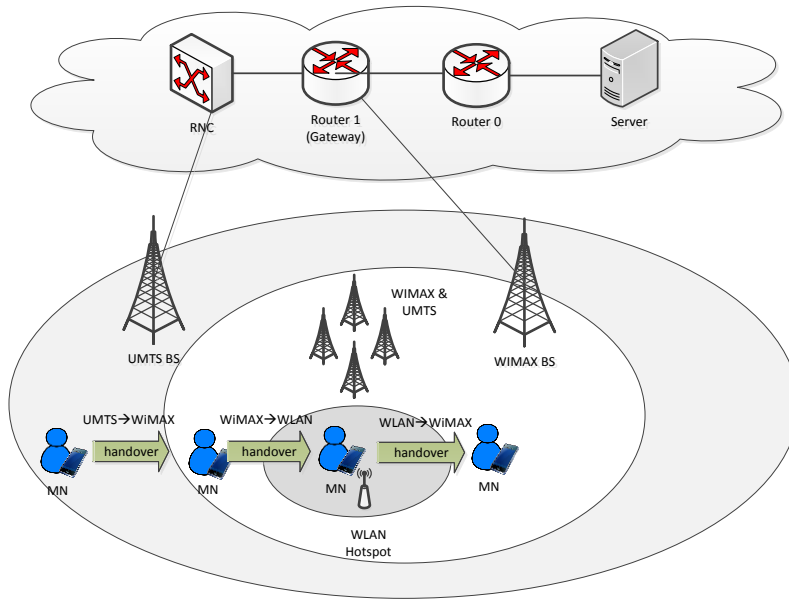 RNC
Router 1
(Gateway)
Router 0
Server
WIMAX &
UMTS
UMTS BS
WIMAX BS
UMTS→WiMAX
WiMAX→WLAN
WLAN→WiMAX
handover
handover
handover
MN
MN
MN
MN
WLAN
Hotspot